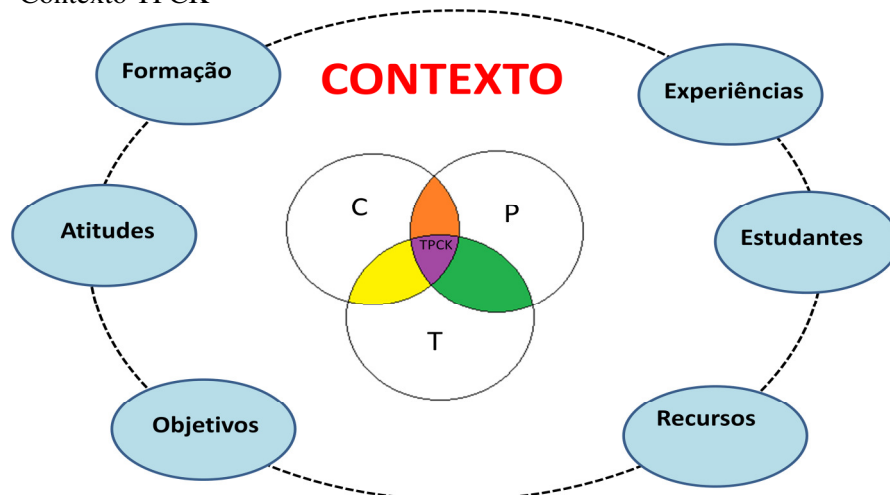 Contexto TPCK
Formação
CONTEXTO
Experiências
C
P
Atitudes
TPCK
Estudantes
T
Objetivos
Recursos